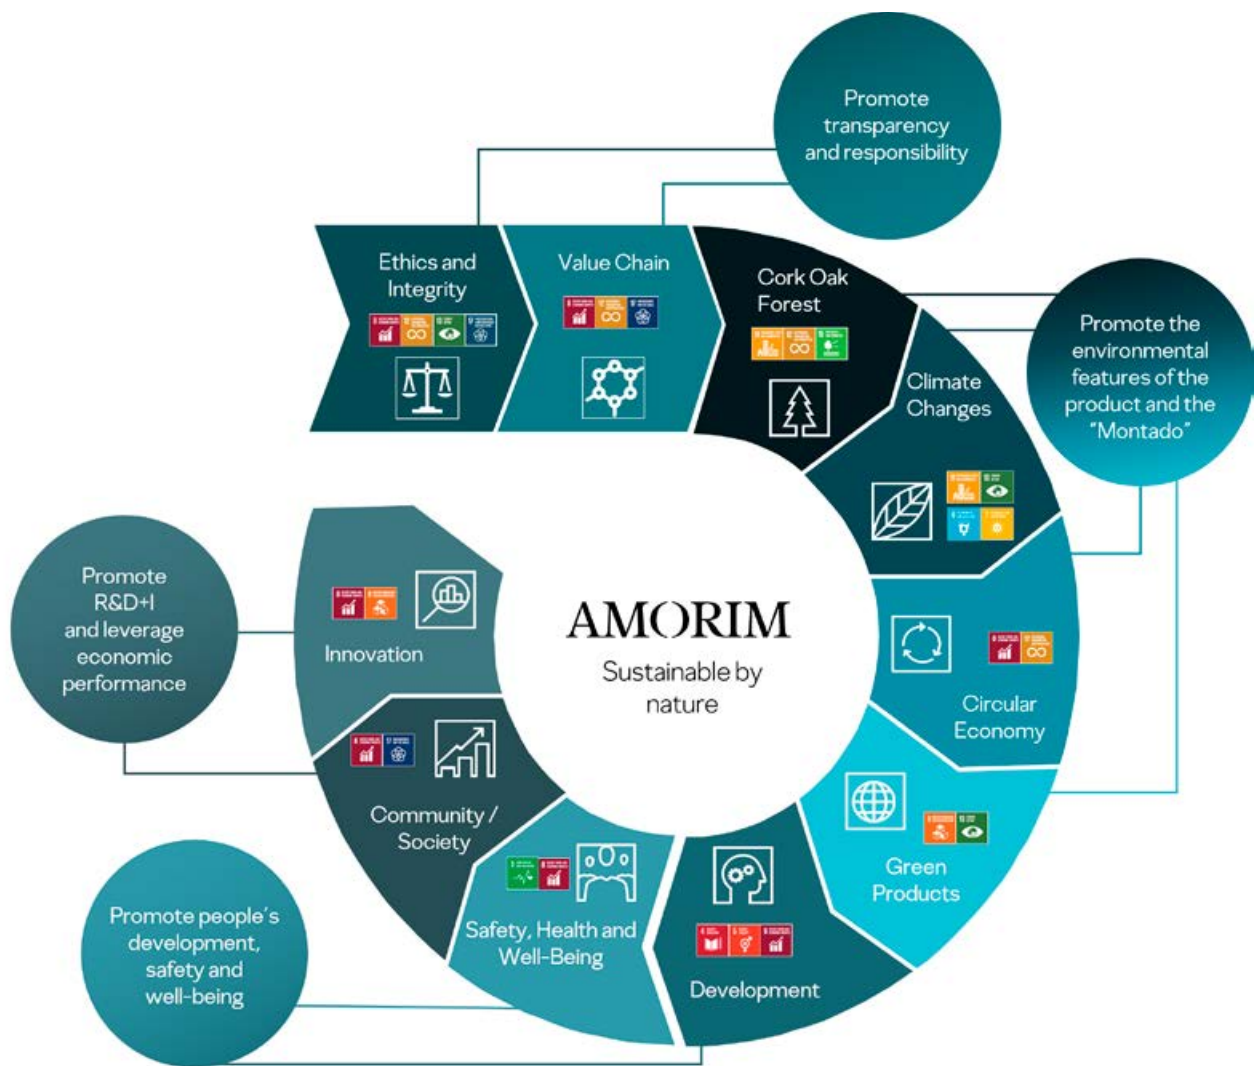 Promote
transparency
and responsibility
Ethics and
Integrity
Value Chain
Cork Oak
Forest
Climate
Changes
Promote the
environmental
features of the
product and the
"Montado"
Promote
R&D+I
and leverage
economic
performance
Innovation
AMORIM
Sustainable by
nature
Circular
Economy
Community /
Society
Green
Products
Safety, Health and
Well-Being
Development
Promote people's
development,
safety and
well-being